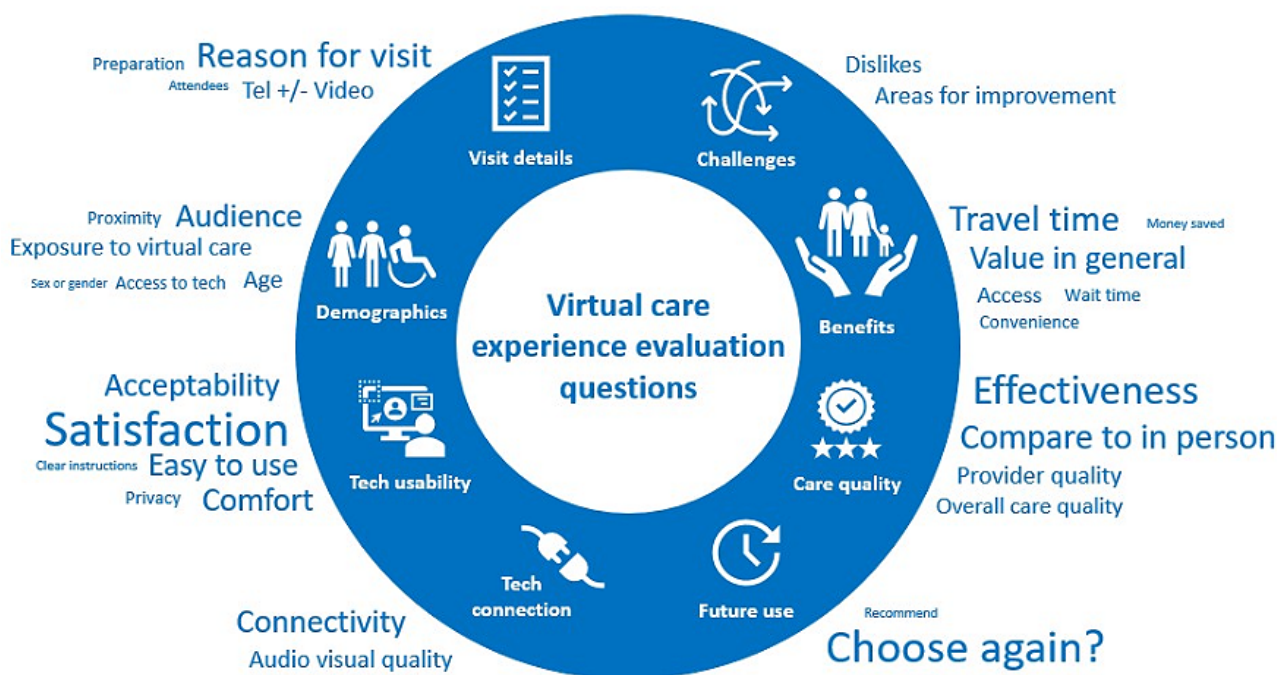 Preparation Reason for visit
Attendees Tel +/- Video
Visit details
Challenges
Dislikes
Areas for improvement
Proximity Audience
Exposure to virtual care
Sex or gender Access to tech Age
Demographics
Travel time Money saved
Value in general
Access Wait time
Convenience
Benefits
Virtual care
experience evaluation
questions
Acceptability
Satisfaction
Clear instructions Easy to use
Privacy Comfort
Tech usability
Effectiveness
Compare to in person
Provider quality
Overall care quality
Care quality
Tech
connection
Connectivity
Audio visual quality
Future use
Recommend
Choose again?